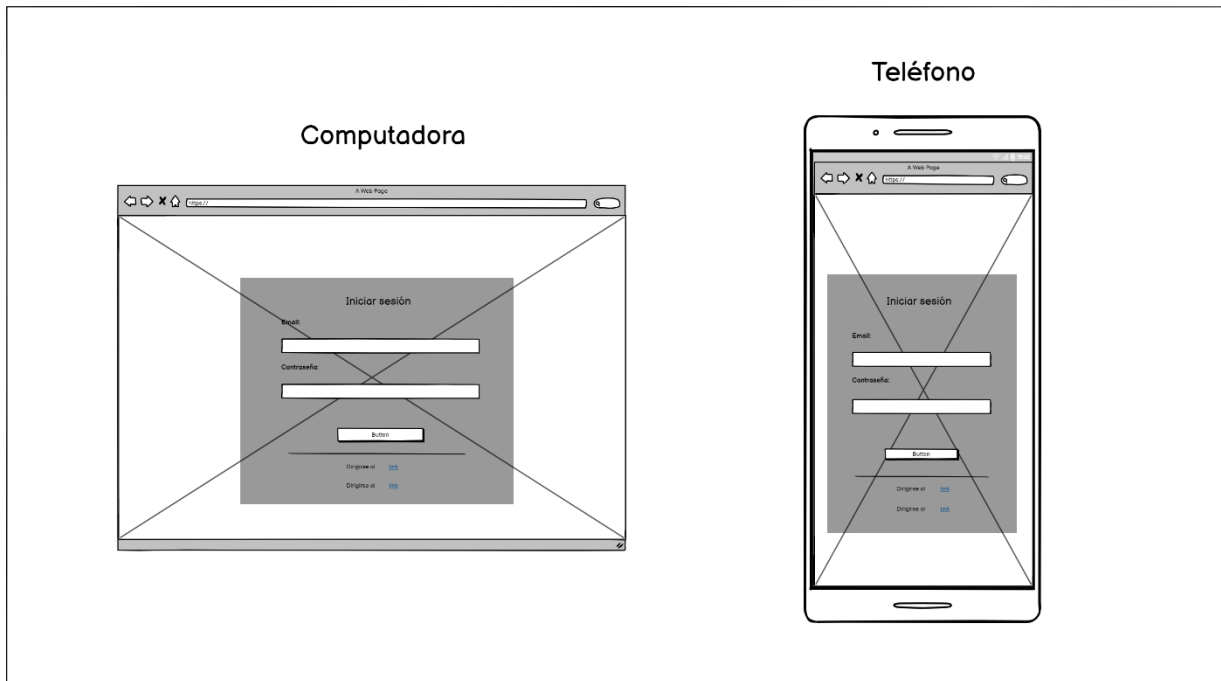 Computadora
A Web Page
https://
Iniciar sesión
Email:
Contraseña:
Button
Dirigirse al link
Dirigirse al link
Teléfono
A Web Page
https://
Iniciar sesión
Email:
Contraseña:
Button
Dirigirse al link
Dirigirse al link